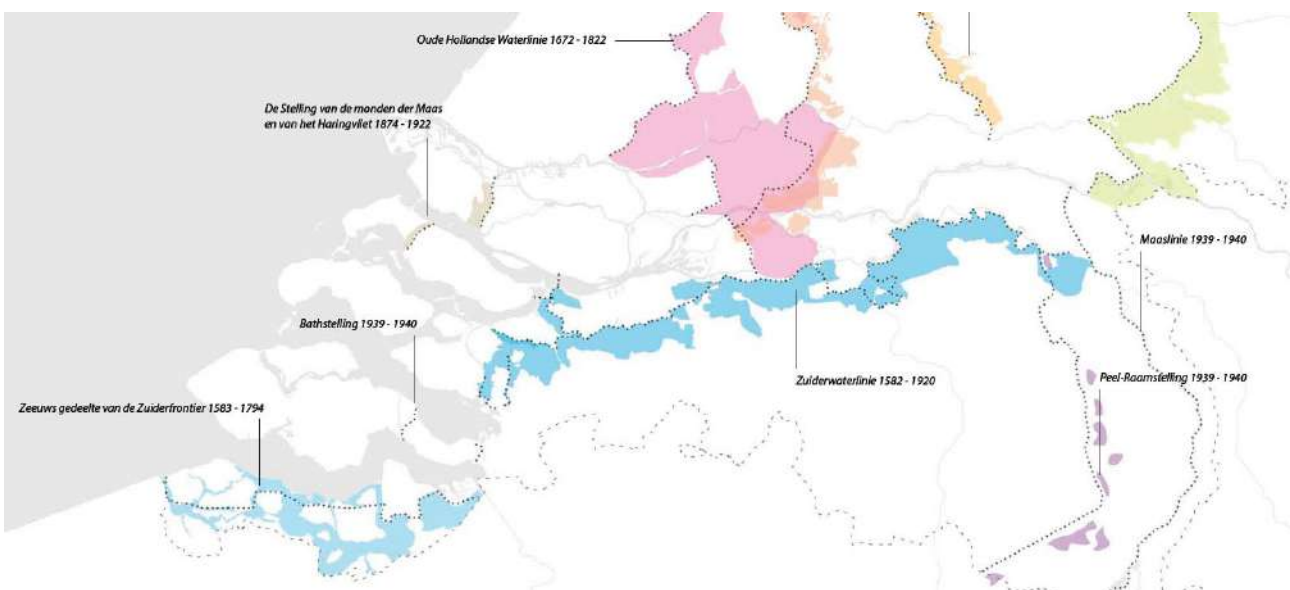 Oude Hollandse Waterlinie 1672 - 1822
De Stelling van de monden der Maas
en van het Haringvliet 1874 - 1922
Maaslinie 1939 - 1940
Bathstelling 1939 - 1940
Zuiderwaterlinie 1582 - 1920
Peel-Raamstelling 1939 - 1940
Zeeuws gedeelte van de Zuiderfrontier 1583 - 1794